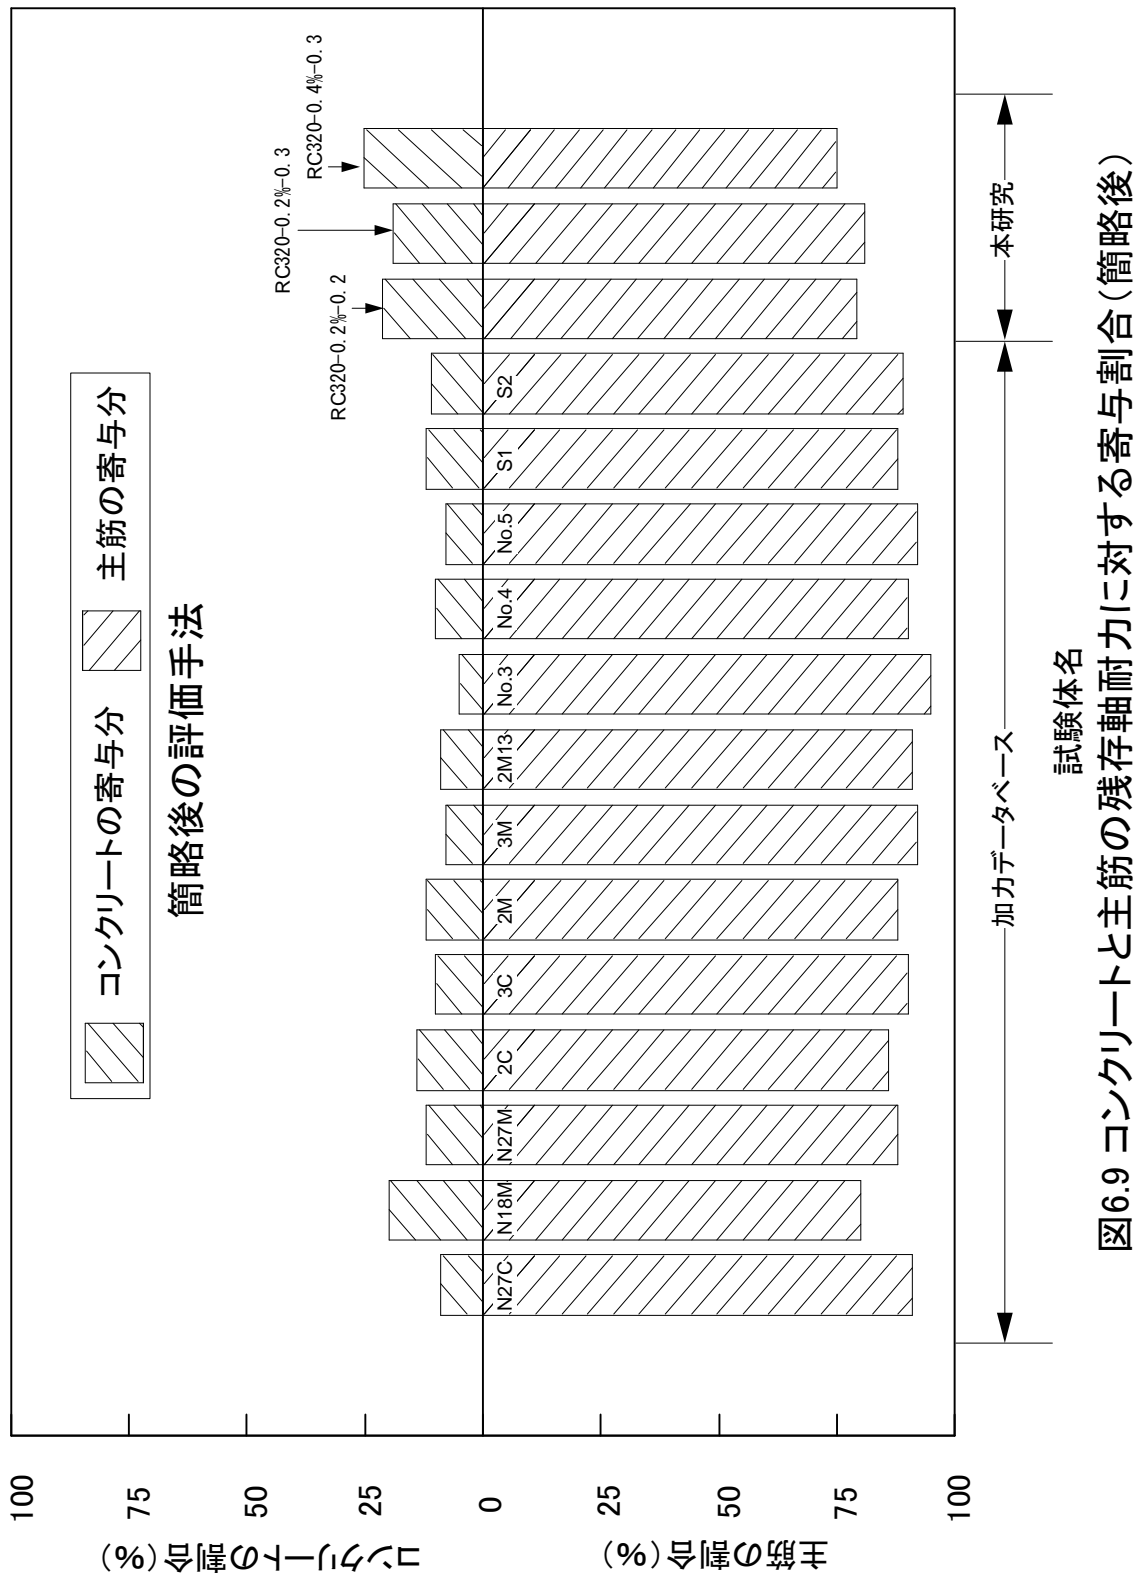 コンクリートの寄与分 主筋の寄与分
簡略後の評価手法
コンクリートの割合(%)
主筋の割合(%)
100
75
50
25
0
25
50
75
100
RC320-0.2%-0.2
RC320-0.2%-0.3
RC320-0.4%-0.3
N27C
N18M
N27M
2C
3C
2M
3M
2M13
No.3
No.4
No.5
S1
S2
加力データベース
本研究
試験体名
図6.9 コンクリートと主筋の残存軸耐力に対する寄与割合(簡略後)